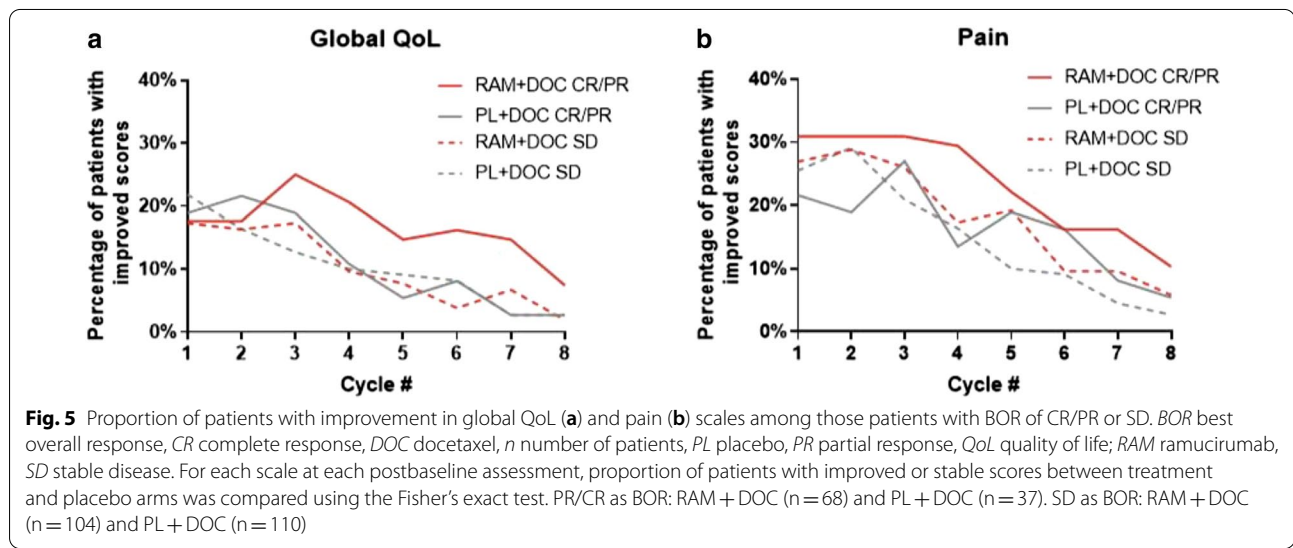 a
Global QoL
Percentage of patients with
improved scores
40%
30%
20%
10%
0%
RAM+DOC CR/PR
PL+DOC CR/PR
RAM+DOC SD
PL+DOC SD
1 2 3 4 5 6 7 8
Cycle #
b
Pain
Percentage of patients with
improved scores
40%
30%
20%
10%
0%
RAM+DOC CR/PR
PL+DOC CR/PR
RAM+DOC SD
PL+DOC SD
1 2 3 4 5 6 7 8
Cycle #
Fig. 5 Proportion of patients with improvement in global QoL (a) and pain (b) scales among those patients with BOR of CR/PR or SD. BOR best
overall response, CR complete response, DOC docetaxel, n number of patients, PL placebo, PR partial response, QoL quality of life; RAM ramucirumab,
SD stable disease. For each scale at each postbaseline assessment, proportion of patients with improved or stable scores between treatment
and placebo arms was compared using the Fisher's exact test. PR/CR as BOR: RAM + DOC (n = 68) and PL + DOC (n = 37). SD as BOR: RAM + DOC
(n = 104) and PL + DOC (n = 110)